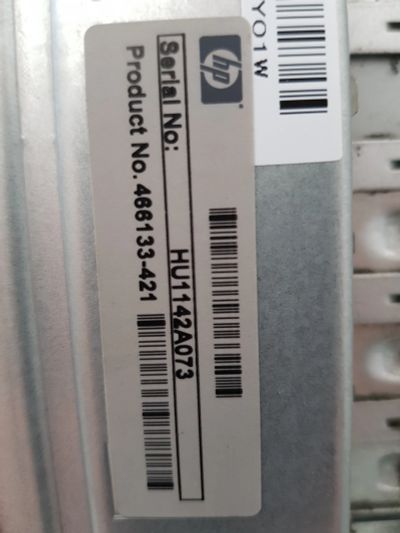 hp
Serial No:
HU1142A073
Product No. 466133-421
YO1W